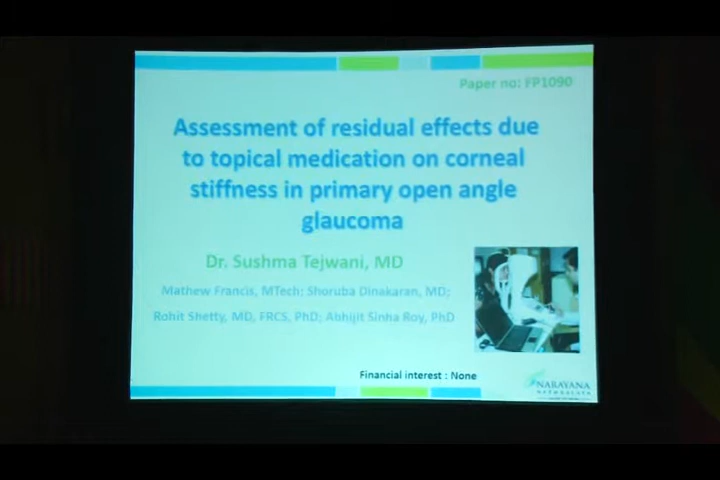 Paper no: FP1090
Assessment of residual effects due
to topical medication on corneal
stiffness in primary open angle
glaucoma
Dr. Sushma Tejwani, MD
Mathew Francis, MTech; Shoruba Dinakaran, MD;
Rohit Shetty, MD, FRCS, PhD; Abhijit Sinha Roy, PhD
Financial interest : None
NARAYANA
NETHRALAYA